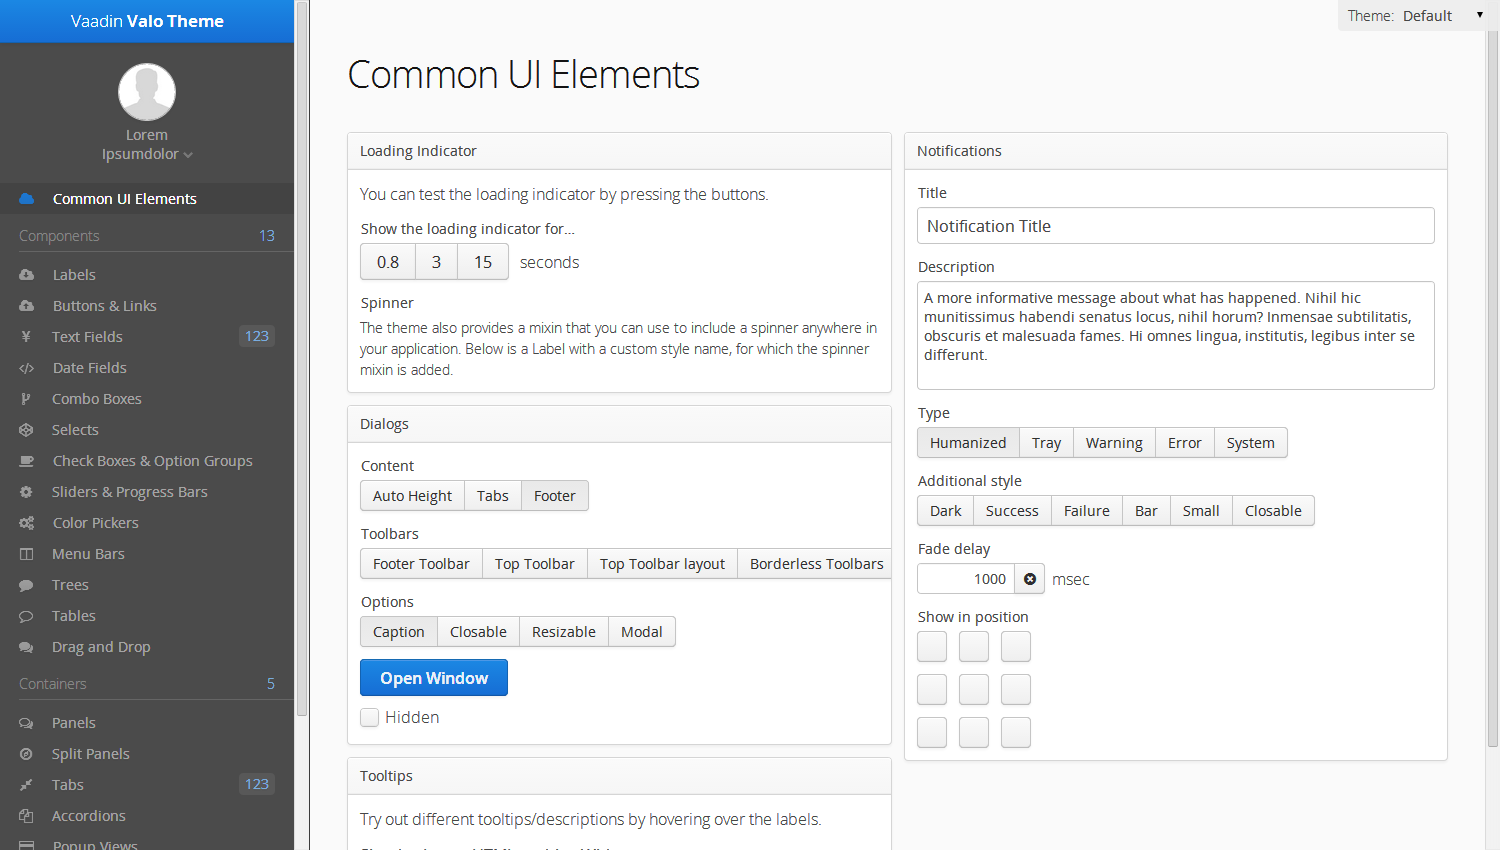 Vaadin Valo Theme
Lorem
Ipsumdolor
Common UI Elements
Components 13
Labels
Buttons & Links
Text Fields 123
Date Fields
Combo Boxes
Selects
Check Boxes & Option Groups
Sliders & Progress Bars
Color Pickers
Menu Bars
Trees
Tables
Drag and Drop
Containers 5
Panels
Split Panels
Tabs 123
Accordions
Popup Views
Theme: Default
Common UI Elements
Loading Indicator
You can test the loading indicator by pressing the buttons.
Show the loading indicator for...
0.8 3 15 seconds
Spinner
The theme also provides a mixin that you can use to include a spinner anywhere in
your application. Below is a Label with a custom style name, for which the spinner
mixin is added.
Dialogs
Content
Auto Height Tabs Footer
Toolbars
Footer Toolbar Top Toolbar Top Toolbar layout Borderless Toolbars
Options
Caption Closable Resizable Modal
Open Window
Hidden
Tooltips
Try out different tooltips/descriptions by hovering over the labels.
Notifications
Title
Notification Title
Description
A more informative message about what has happened. Nihil hic
munitissimus habendi senatus locus, nihil horum? Inmensae subtilitatis,
obscuris et malesuada fames. Hi omnes lingua, institutis, legibus inter se
differunt.
Type
Humanized Tray Warning Error System
Additional style
Dark Success Failure Bar Small Closable
Fade delay
1000 msec
Show in position